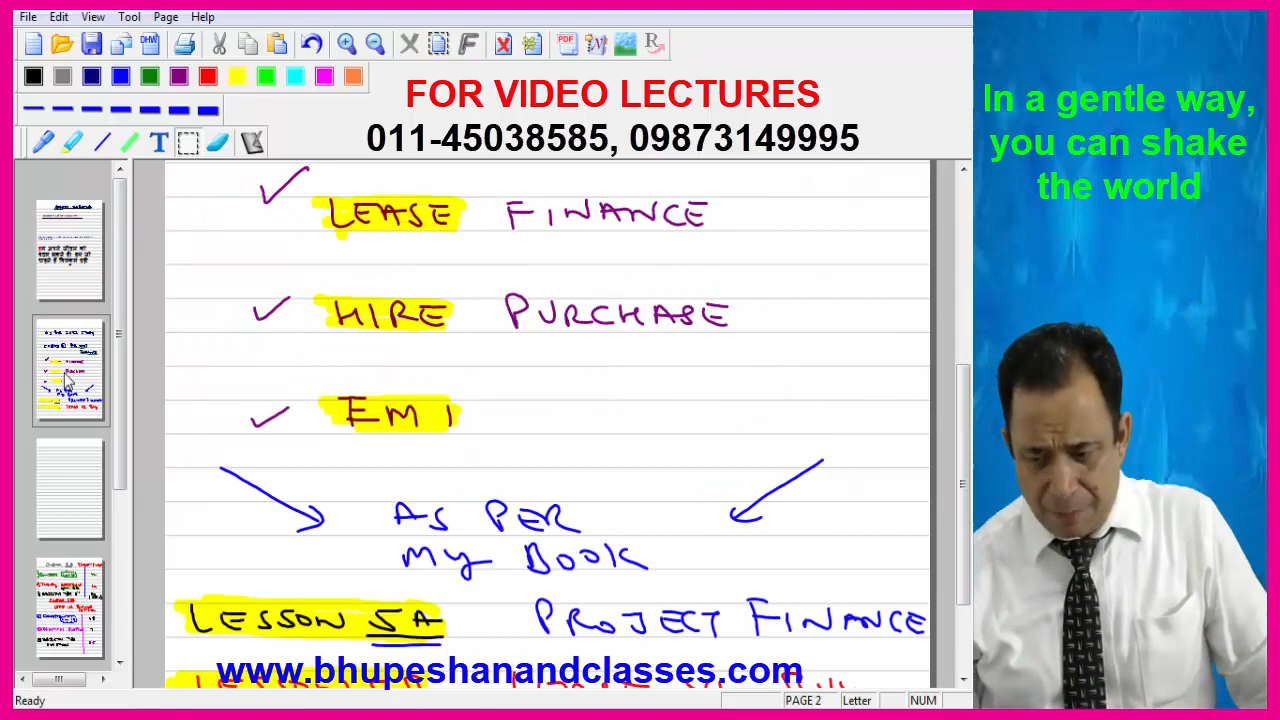 File Edit View Tool Page Help
FOR VIDEO LECTURES
011-45038585, 09873149995
In a gentle way,
you can shake
the world
LEASE FINANCE
HIRE PURCHASE
EMI
AS PER
MY BOOK
LESSON 5A PROJECT FINANCE
www.bhupeshanandclasses.com
Ready PAGE 2 Letter NUM